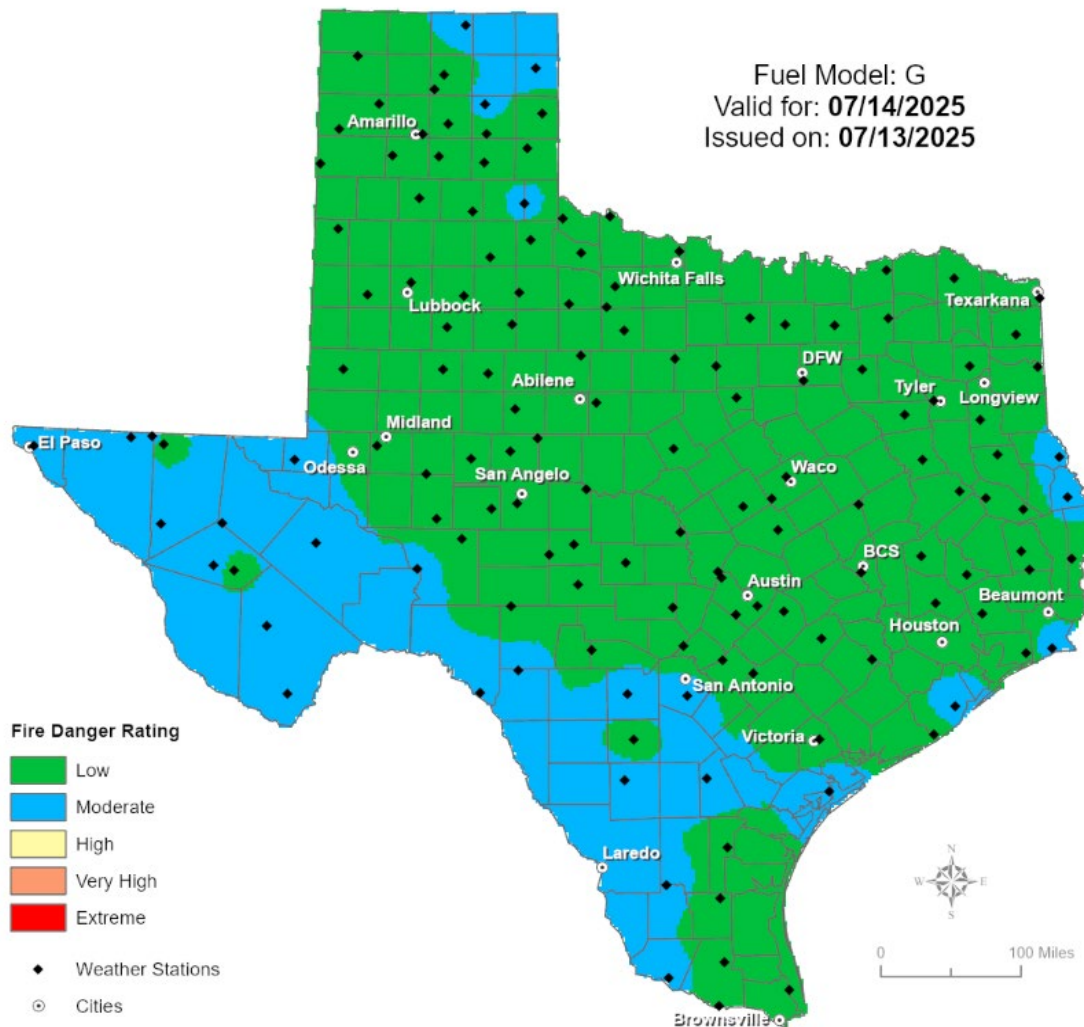 Fuel Model: G
Valid for: 07/14/2025
Issued on: 07/13/2025
Amarillo
Wichita Falls
Lubbock
Texarkana
DFW
Abilene
Tyler
Longview
Midland
El Paso
Odessa
San Angelo
Waco
BCS
Austin
Beaumont
Houston
San Antonio
Victoria
Laredo
Brownsville
Fire Danger Rating
Low
Moderate
High
Very High
Extreme
Weather Stations
Cities
N
W E
S
0 100 Miles